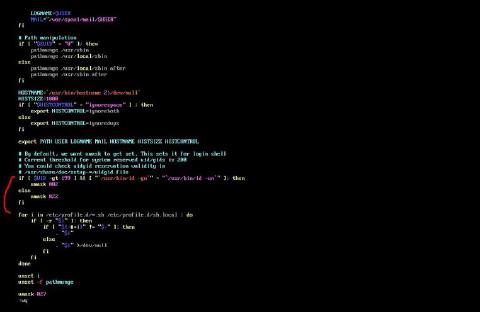 LOGNAME=$USER
MAIL="/var/spool/mail/$USER"
fi
# Path manipulation
if [ "$EUID" = "0" ]; then
pathmunge /usr/sbin
pathmunge /usr/local/sbin
else
pathmunge /usr/local/sbin after
pathmunge /usr/sbin after
fi
HOSTNAME=`/usr/bin/hostname 2>/dev/null`
HISTSIZE=1000
if [ "$HISTCONTROL" = "ignorespace" ] ; then
export HISTCONTROL=ignoreboth
else
export HISTCONTROL=ignoredups
fi
export PATH USER LOGNAME MAIL HOSTNAME HISTSIZE HISTCONTROL
# By default, we want umask to get set. This sets it for login shell
# Current threshold for system reserved uid/gids is 200
# You could check uidgid reservation validity in
# /usr/share/doc/setup-*/uidgid file
if [ $UID -gt 199 ] && [ "`/usr/bin/id -gn`" = "`/usr/bin/id -un`" ]; then
umask 002
else
umask 022
fi
for i in /etc/profile.d/*.sh /etc/profile.d/sh.local ; do
if [ -r "$i" ]; then
if [ "${-#*i}" != "$-" ]; then
. "$i"
else
. "$i" >/dev/null
fi
fi
done
unset i
unset -f pathmunge
umask 027
:wq